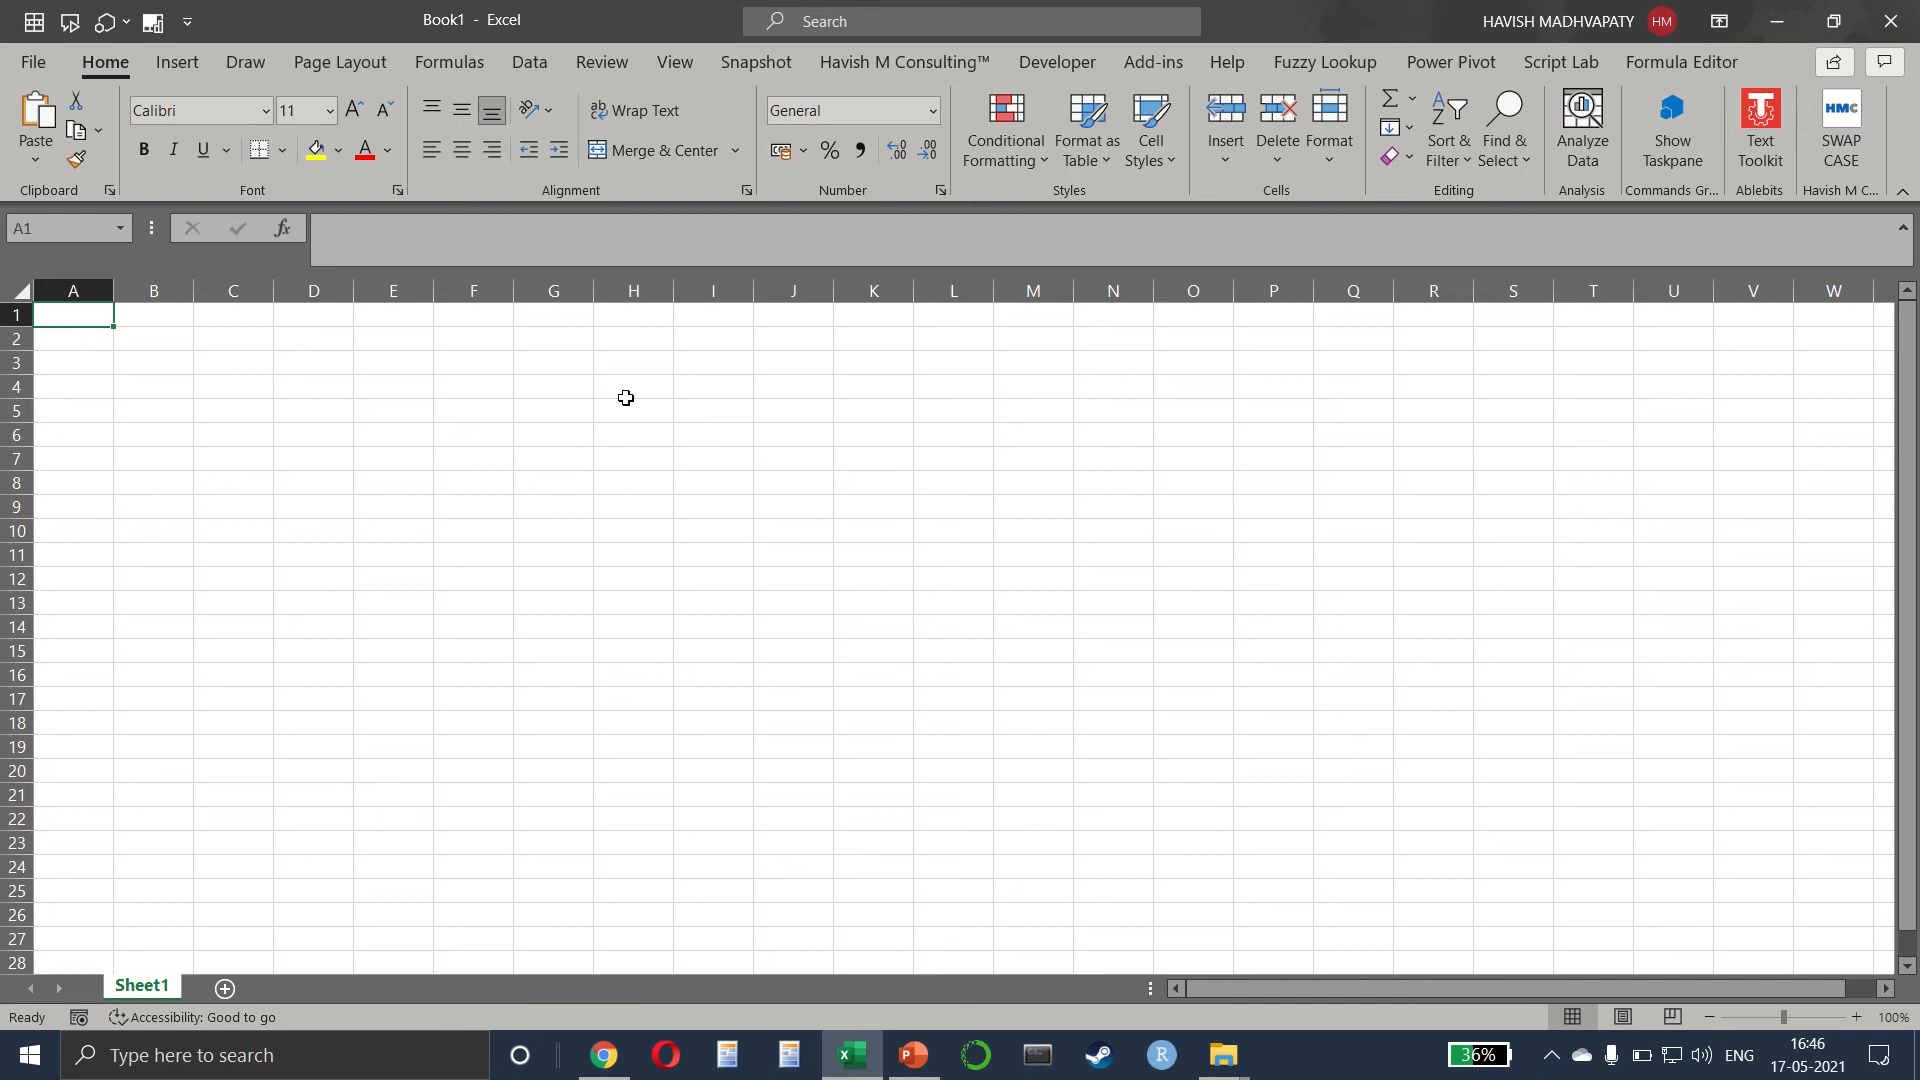 Book1 - Excel
Search
HAVISH MADHVAPATY HM
File Home Insert Draw Page Layout Formulas Data Review View Snapshot Havish M Consulting™ Developer Add-ins Help Fuzzy Lookup Power Pivot Script Lab Formula Editor
Paste
Clipboard
Calibri 11
B I U A
Font
Wrap Text
Merge & Center
Alignment
General
% , .00 .00
Number
Conditional Formatting
Format as Table
Cell Styles
Styles
Insert Delete Format
Cells
Sort & Filter
Find & Select
Editing
Analyze Data
Analysis
Show Taskpane
Commands Gr...
Text Toolkit
Ablebits
HMC
SWAP CASE
Havish M C...
A1 fx
A B C D E F G H I J K L M N O P Q R S T U V W
1
2
3
4
5
6
7
8
9
10
11
12
13
14
15
16
17
18
19
20
21
22
23
24
25
26
27
28
Sheet1
Ready Accessibility: Good to go 100%
Type here to search
36% ENG 16:46
17-05-2021